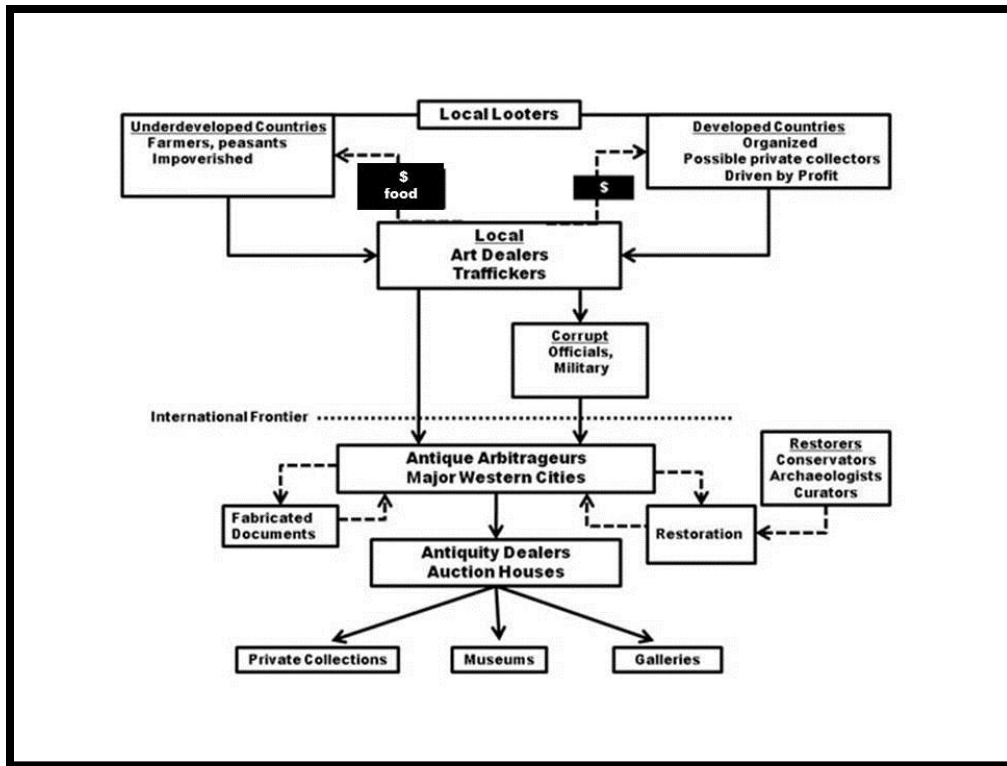 Local Looters
Underdeveloped Countries
Farmers, peasants
Impoverished
Developed Countries
Organized
Possible private collectors
Driven by Profit
$
food
$
Local
Art Dealers
Traffickers
Corrupt
Officials,
Military
International Frontier
Antique Arbitrageurs
Major Western Cities
Restorers
Conservators
Archaeologists
Curators
Fabricated
Documents
Restoration
Antiquity Dealers
Auction Houses
Private Collections
Museums
Galleries